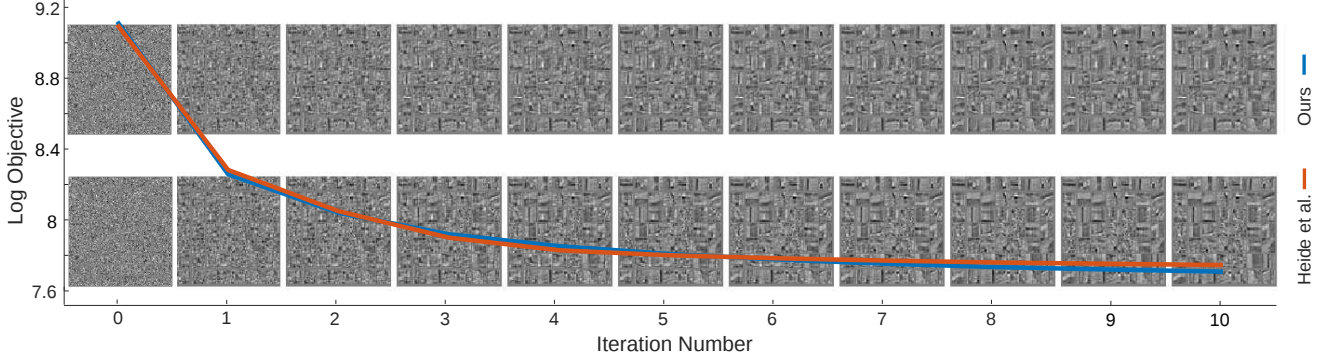 9.2
8.8
8.4
8
7.6
Log Objective
0 1 2 3 4 5 6 7 8 9 10
Iteration Number
Ours
Heide et al.